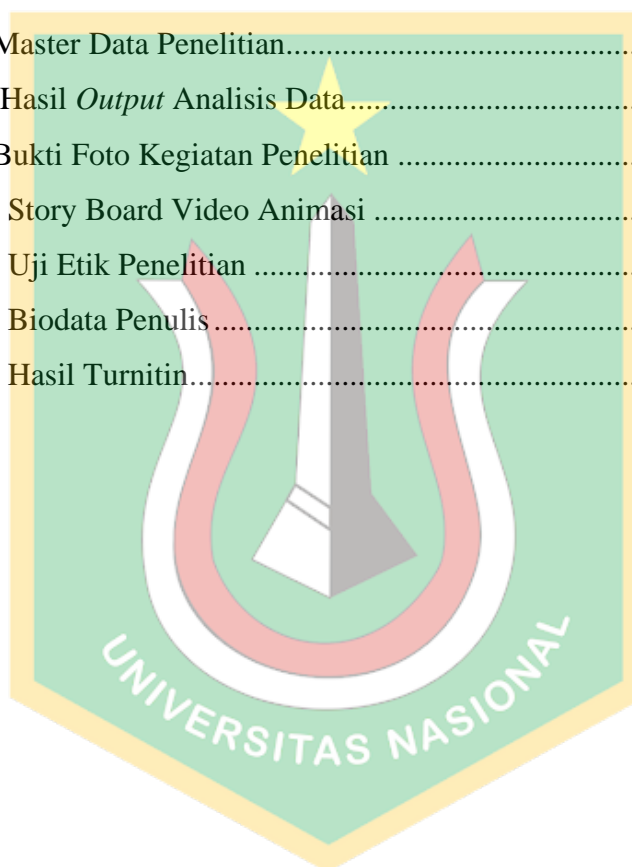 Master Data Penelitian.....................................
Hasil Output Analisis Data..............................
Bukti Foto Kegiatan Penelitian ........................
Story Board Video Animasi ...........................
Uji Etik Penelitian .........................................
Biodata Penulis..............................................
Hasil Turnitin.................................................
UNIVERSITAS NASIONAL